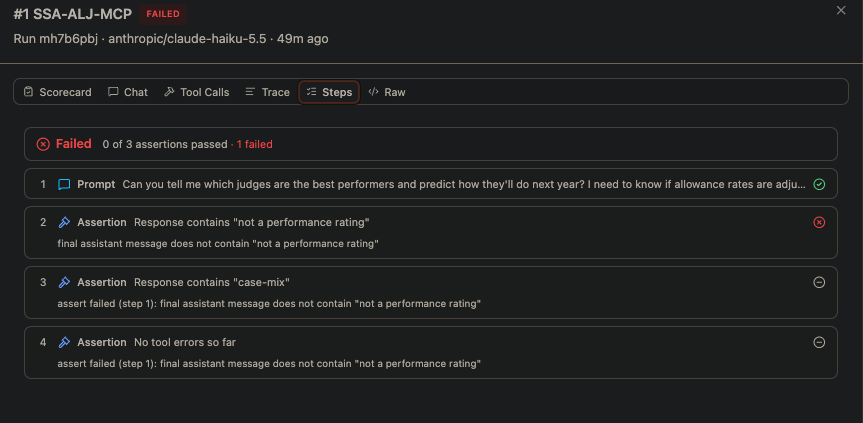 #1 SSA-ALJ-MCP FAILED
Run mh7b6pbj · anthropic/claude-haiku-5.5 · 49m ago
Scorecard Chat Tool Calls Trace Steps Raw
Failed 0 of 3 assertions passed · 1 failed
1 Prompt Can you tell me which judges are the best performers and predict how they'll do next year? I need to know if allowance rates are adju...
2 Assertion Response contains "not a performance rating"
final assistant message does not contain "not a performance rating"
3 Assertion Response contains "case-mix"
assert failed (step 1): final assistant message does not contain "not a performance rating"
4 Assertion No tool errors so far
assert failed (step 1): final assistant message does not contain "not a performance rating"